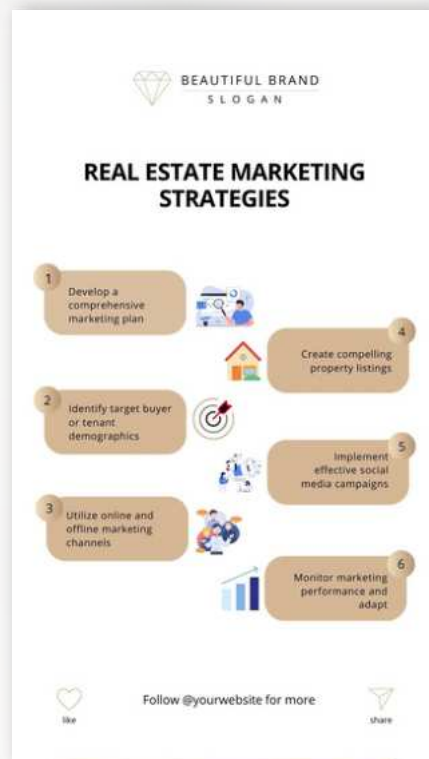 BEAUTIFUL BRAND
SLOGAN
REAL ESTATE MARKETING
STRATEGIES
1
Develop a
comprehensive
marketing plan
2
Identify target buyer
or tenant
demographics
3
Utilize online and
offline marketing
channels
4
Create compelling
property listings
5
Implement
effective social
media campaigns
6
Monitor marketing
performance and
adapt
like
Follow @yourwebsite for more
share